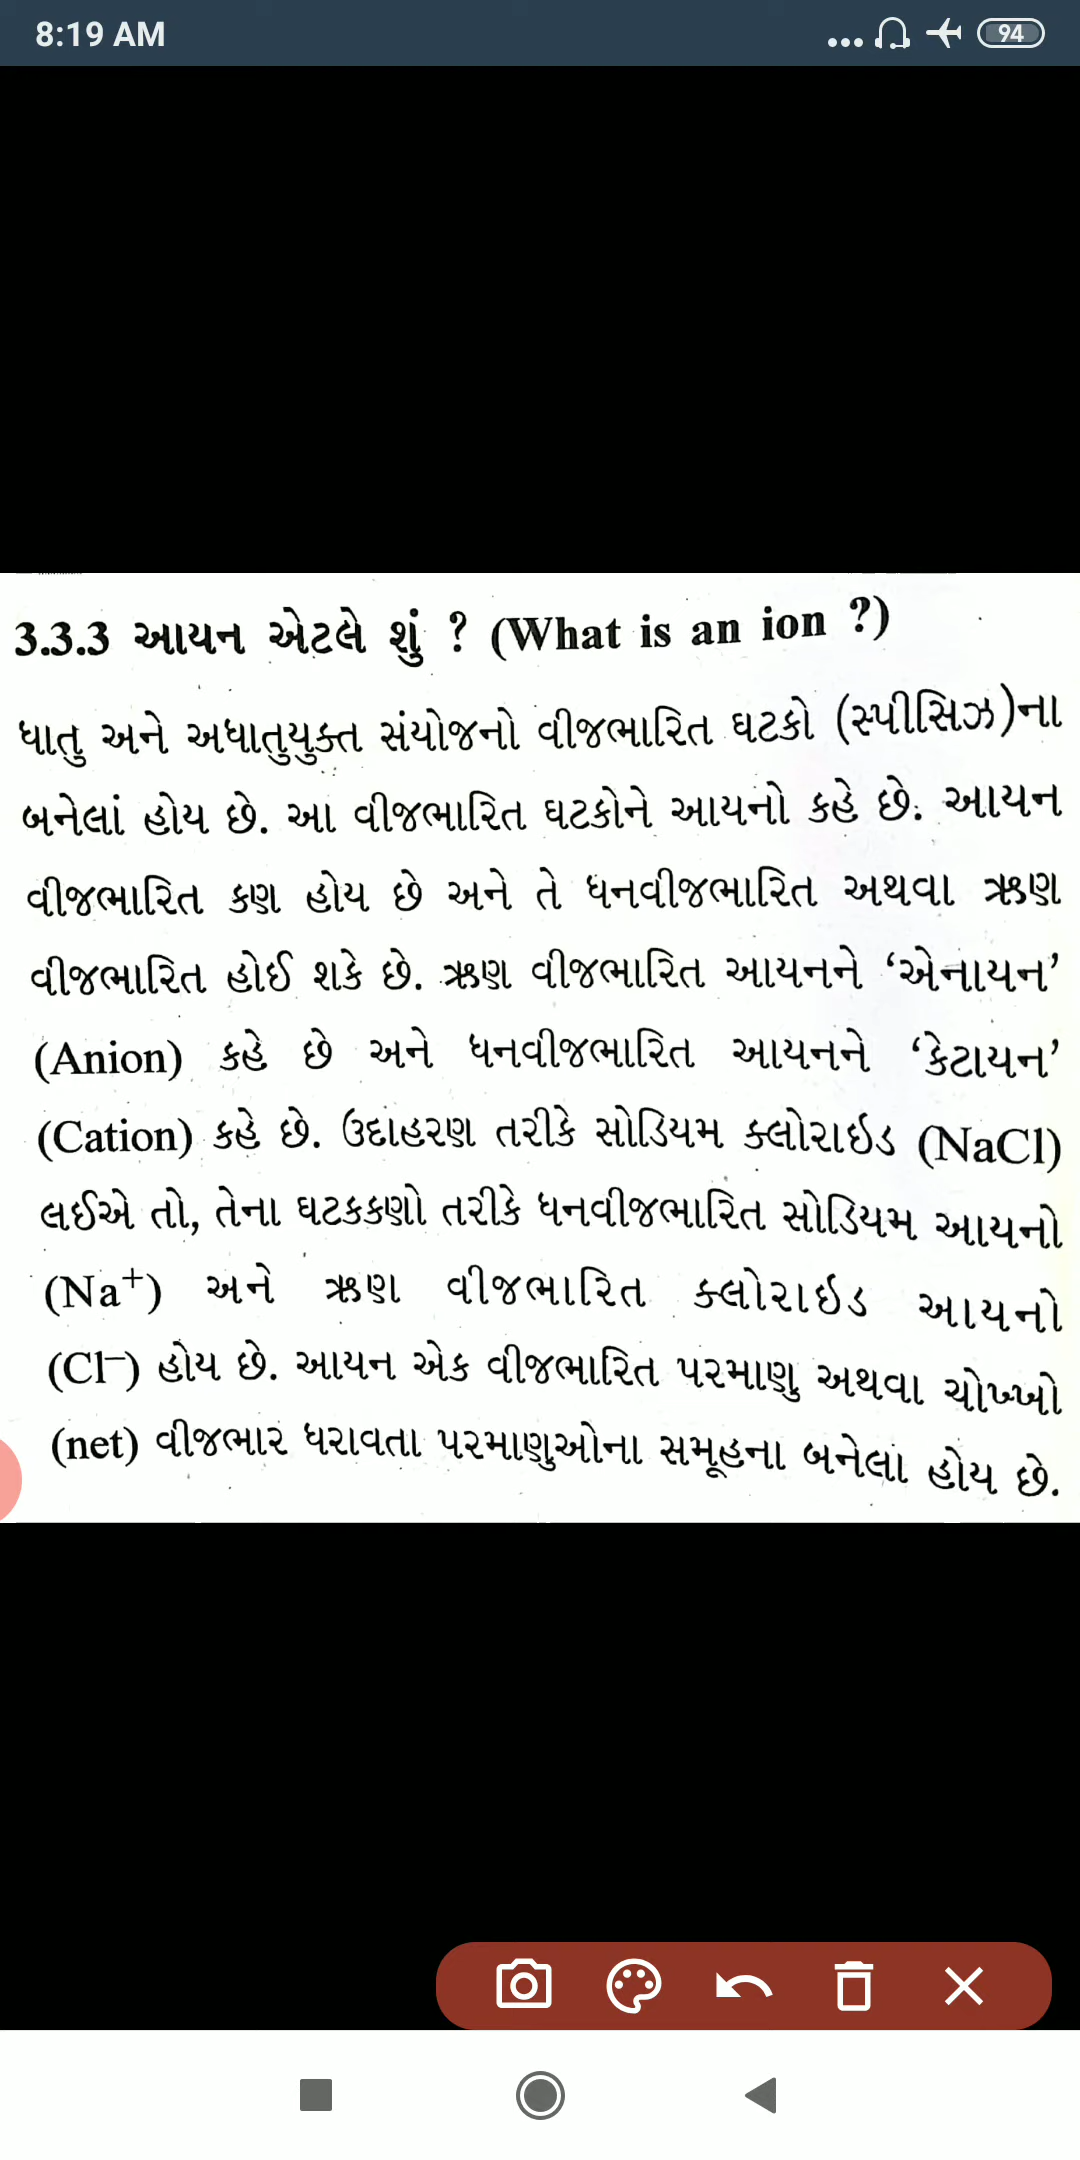 8:19 AM
94
3.3.3 આયન એટલે શું ? (What is an ion ?)
ધાતુ અને અધાતુયુક્ત સંયોજનો વીજભારિત ઘટકો (સ્પીસિઝ)ના
બનેલાં હોય છે. આ વીજભારિત ઘટકોને આયનો કહે છે. આયન
વીજભારિત કણ હોય છે અને તે ધનવીજભારિત અથવા ઋણ
વીજભારિત હોઈ શકે છે. ઋણ વીજભારિત આયનને ‘એનાયન’
(Anion) કહે છે અને ધનવીજભારિત આયનને ‘કેટાયન’
(Cation) કહે છે. ઉદાહરણ તરીકે સોડિયમ ક્લોરાઇડ (NaCl)
લઈએ તો, તેના ઘટકકણો તરીકે ધનવીજભારિત સોડિયમ આયનો
(Na⁺) અને ઋણ વીજભારિત ક્લોરાઇડ આયનો
(Cl⁻) હોય છે. આયન એક વીજભારિત પરમાણુ અથવા ચોખ્ખો
(net) વીજભાર ધરાવતા પરમાણુઓના સમૂહના બનેલાં હોય છે.